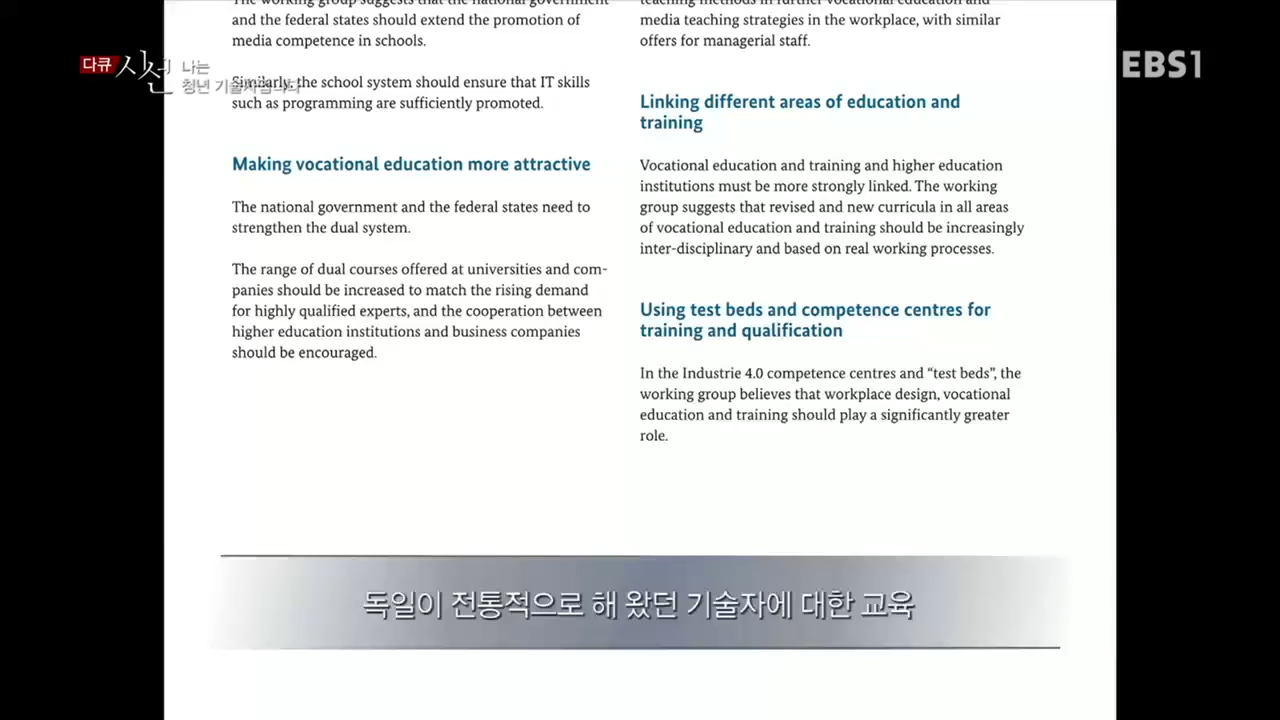 다큐 시선 나는
청년 기술자입니다
EBS1
The working group suggests that the national government
and the federal states should extend the promotion of
media competence in schools.
Similarly, the school system should ensure that IT skills
such as programming are sufficiently promoted.
Making vocational education more attractive
The national government and the federal states need to
strengthen the dual system.
The range of dual courses offered at universities and com-
panies should be increased to match the rising demand
for highly qualified experts, and the cooperation between
higher education institutions and business companies
should be encouraged.
teaching methods in further vocational education and
media teaching strategies in the workplace, with similar
offers for managerial staff.
Linking different areas of education and
training
Vocational education and training and higher education
institutions must be more strongly linked. The working
group suggests that revised and new curricula in all areas
of vocational education and training should be increasingly
inter-disciplinary and based on real working processes.
Using test beds and competence centres for
training and qualification
In the Industrie 4.0 competence centres and “test beds”, the
working group believes that workplace design, vocational
education and training should play a significantly greater
role.
독일이 전통적으로 해 왔던 기술자에 대한 교육